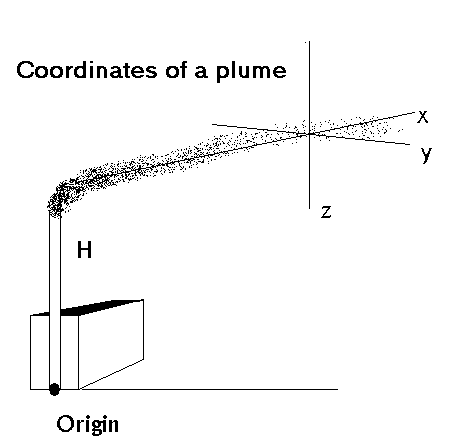 Coordinates of a plume
x
y
z
H
Origin